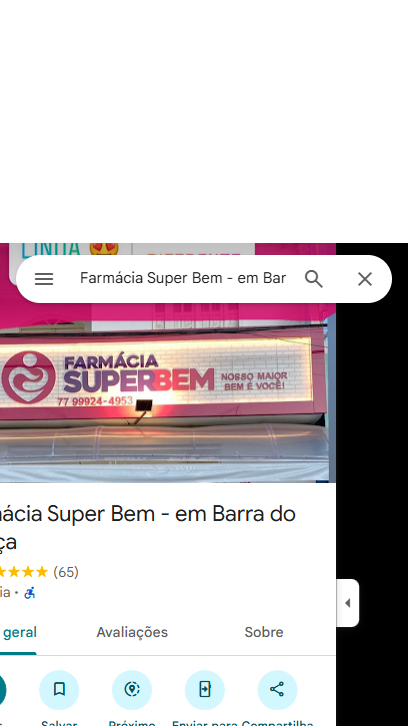 LINDA
Farmácia Super Bem - em Bar
FARMÁCIA
SUPERBEM
NOSSO MAIOR
BEM É VOCÊ!
77 99924-4953
mácia Super Bem - em Barra do
ça
(65)
ia
geral
Avaliações
Sobre
Salvar
Próximo
Enviar para
Compartilha